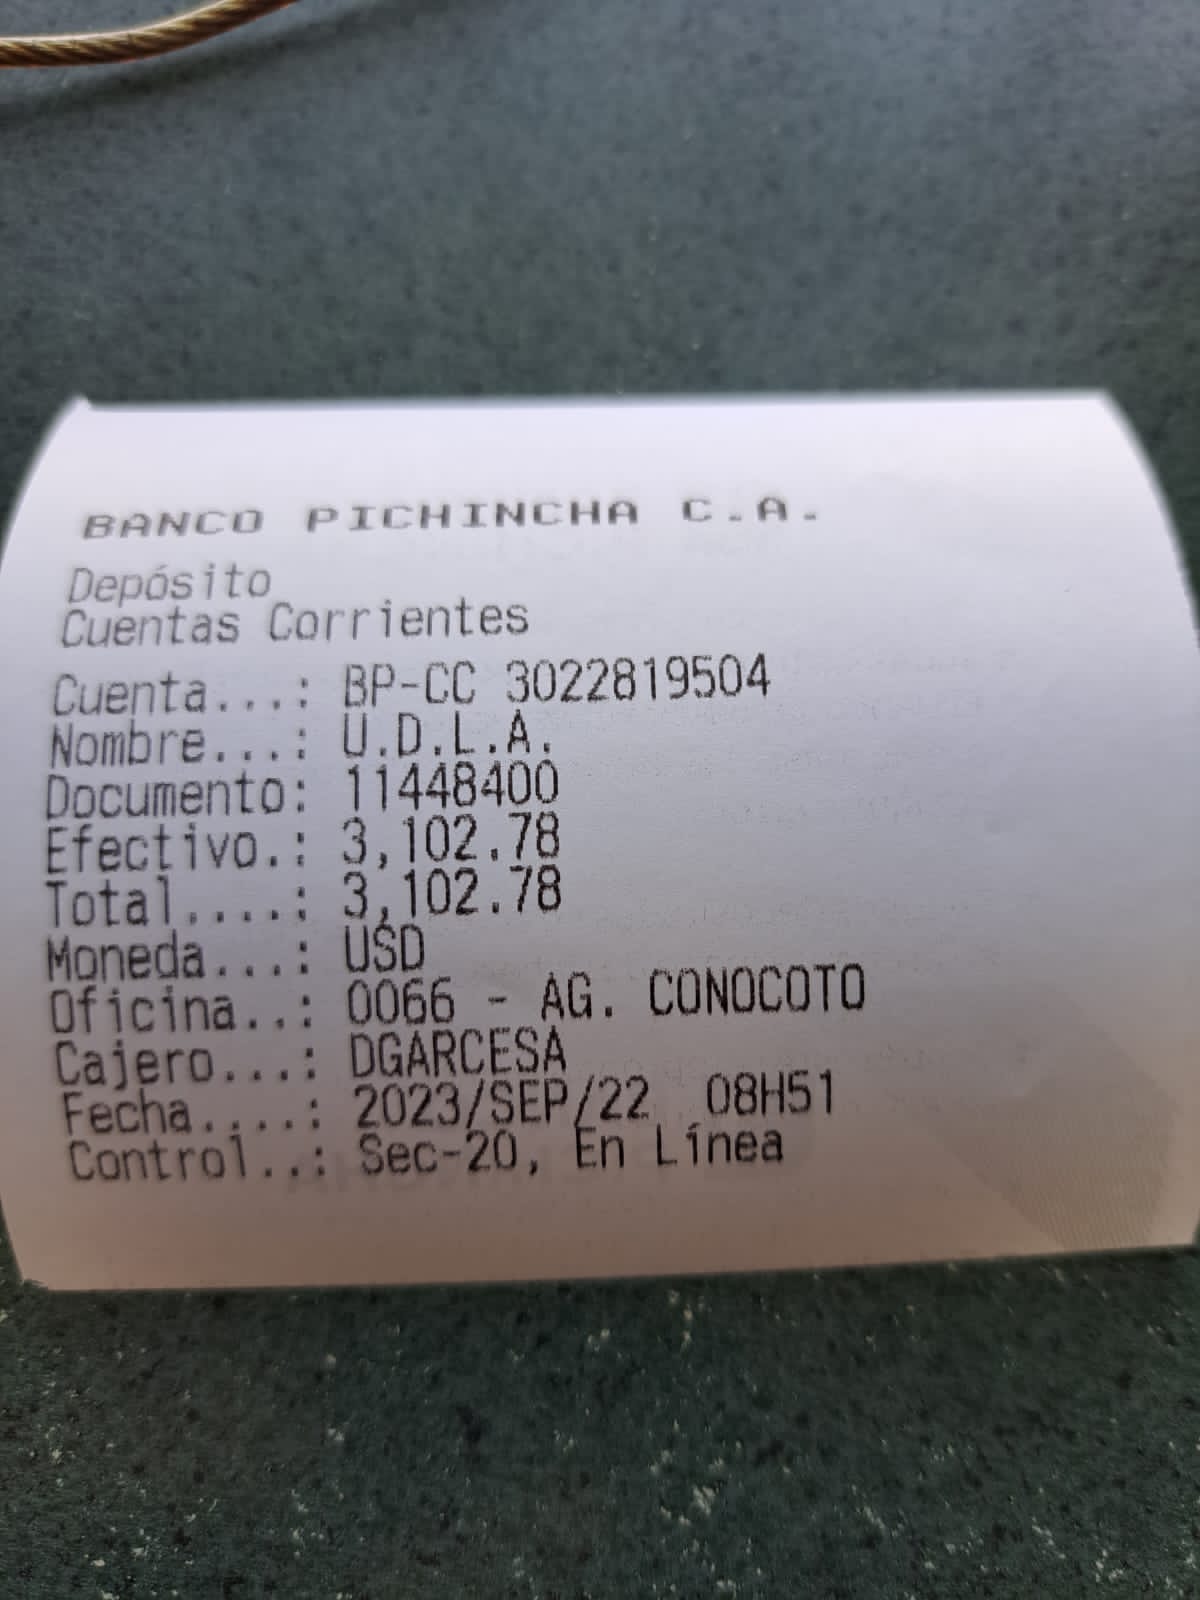 BANCO PICHINCHA C.A.
Depósito
Cuentas Corrientes
Cuenta...: BP-CC 3022819504
Nombre...: U.D.L.A.
Documento: 11448400
Efectivo.: 3,102.78
Total....: 3,102.78
Moneda...: USD
Oficina..: 0066 - AG. CONOCOTO
Cajero...: DGARCESA
Fecha....: 2023/SEP/22 08H51
Control..: Sec-20, En Línea